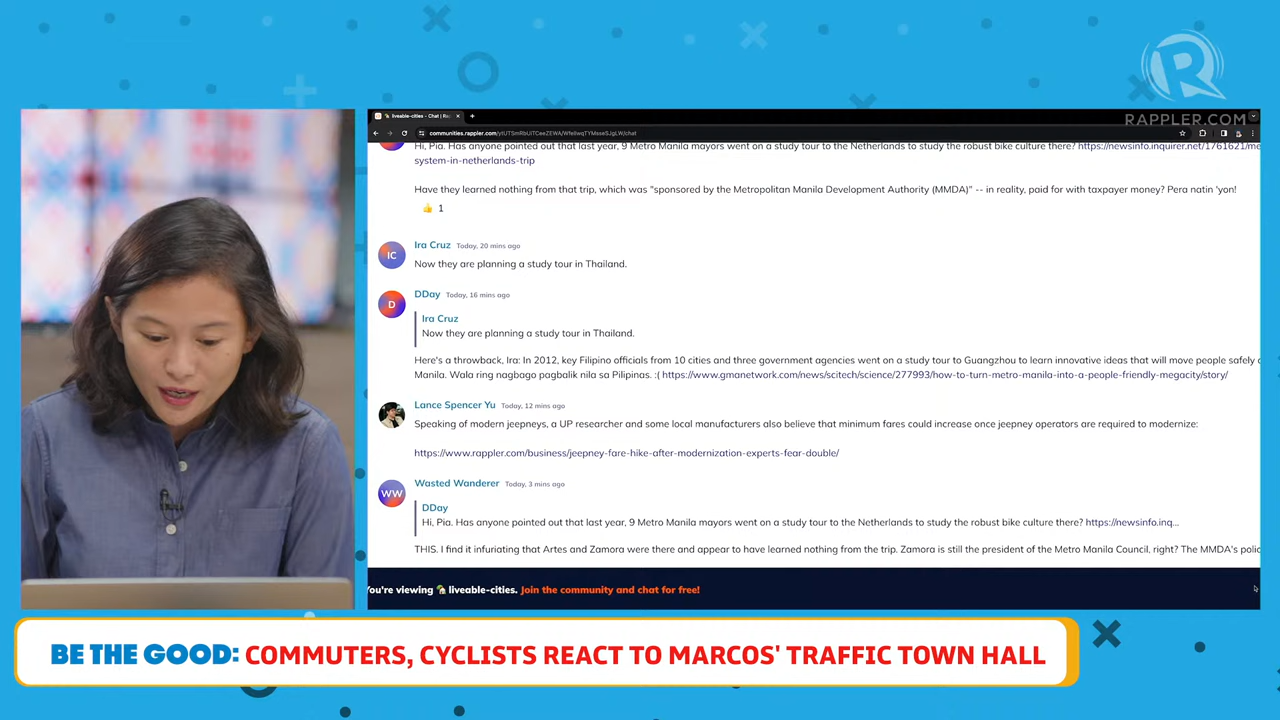 RAPPLER.COM
liveable-cities - Chat | Rap
communities.rappler.com/
Hi, Pia. Has anyone pointed out that last year, 9 Metro Manila mayors went on a study tour to the Netherlands to study the robust bike culture there? https://newsinfo.inquirer.net/1761621/me
system-in-netherlands-trip
Have they learned nothing from that trip, which was "sponsored by the Metropolitan Manila Development Authority (MMDA)" -- in reality, paid for with taxpayer money? Pera natin 'yon!
👍 1
IC
Ira Cruz Today, 20 mins ago
Now they are planning a study tour in Thailand.
D
DDay Today, 16 mins ago
Ira Cruz
Now they are planning a study tour in Thailand.
Here's a throwback, Ira: In 2012, key Filipino officials from 10 cities and three government agencies went on a study tour to Guangzhou to learn innovative ideas that will move people safely
Manila. Wala ring nagbago pagbalik nila sa Pilipinas. :( https://www.gmanetwork.com/news/scitech/science/277993/how-to-turn-metro-manila-into-a-people-friendly-megacity/story/
Lance Spencer Yu Today, 12 mins ago
Speaking of modern jeepneys, a UP researcher and some local manufacturers also believe that minimum fares could increase once jeepney operators are required to modernize:
https://www.rappler.com/business/jeepney-fare-hike-after-modernization-experts-fear-double/
WW
Wasted Wanderer Today, 3 mins ago
DDay
Hi, Pia. Has anyone pointed out that last year, 9 Metro Manila mayors went on a study tour to the Netherlands to study the robust bike culture there? https://newsinfo.inq...
THIS. I find it infuriating that Artes and Zamora were there and appear to have learned nothing from the trip. Zamora is still the president of the Metro Manila Council, right? The MMDA's polic
You're viewing 🏡 liveable-cities. Join the community and chat for free!
BE THE GOOD: COMMUTERS, CYCLISTS REACT TO MARCOS' TRAFFIC TOWN HALL